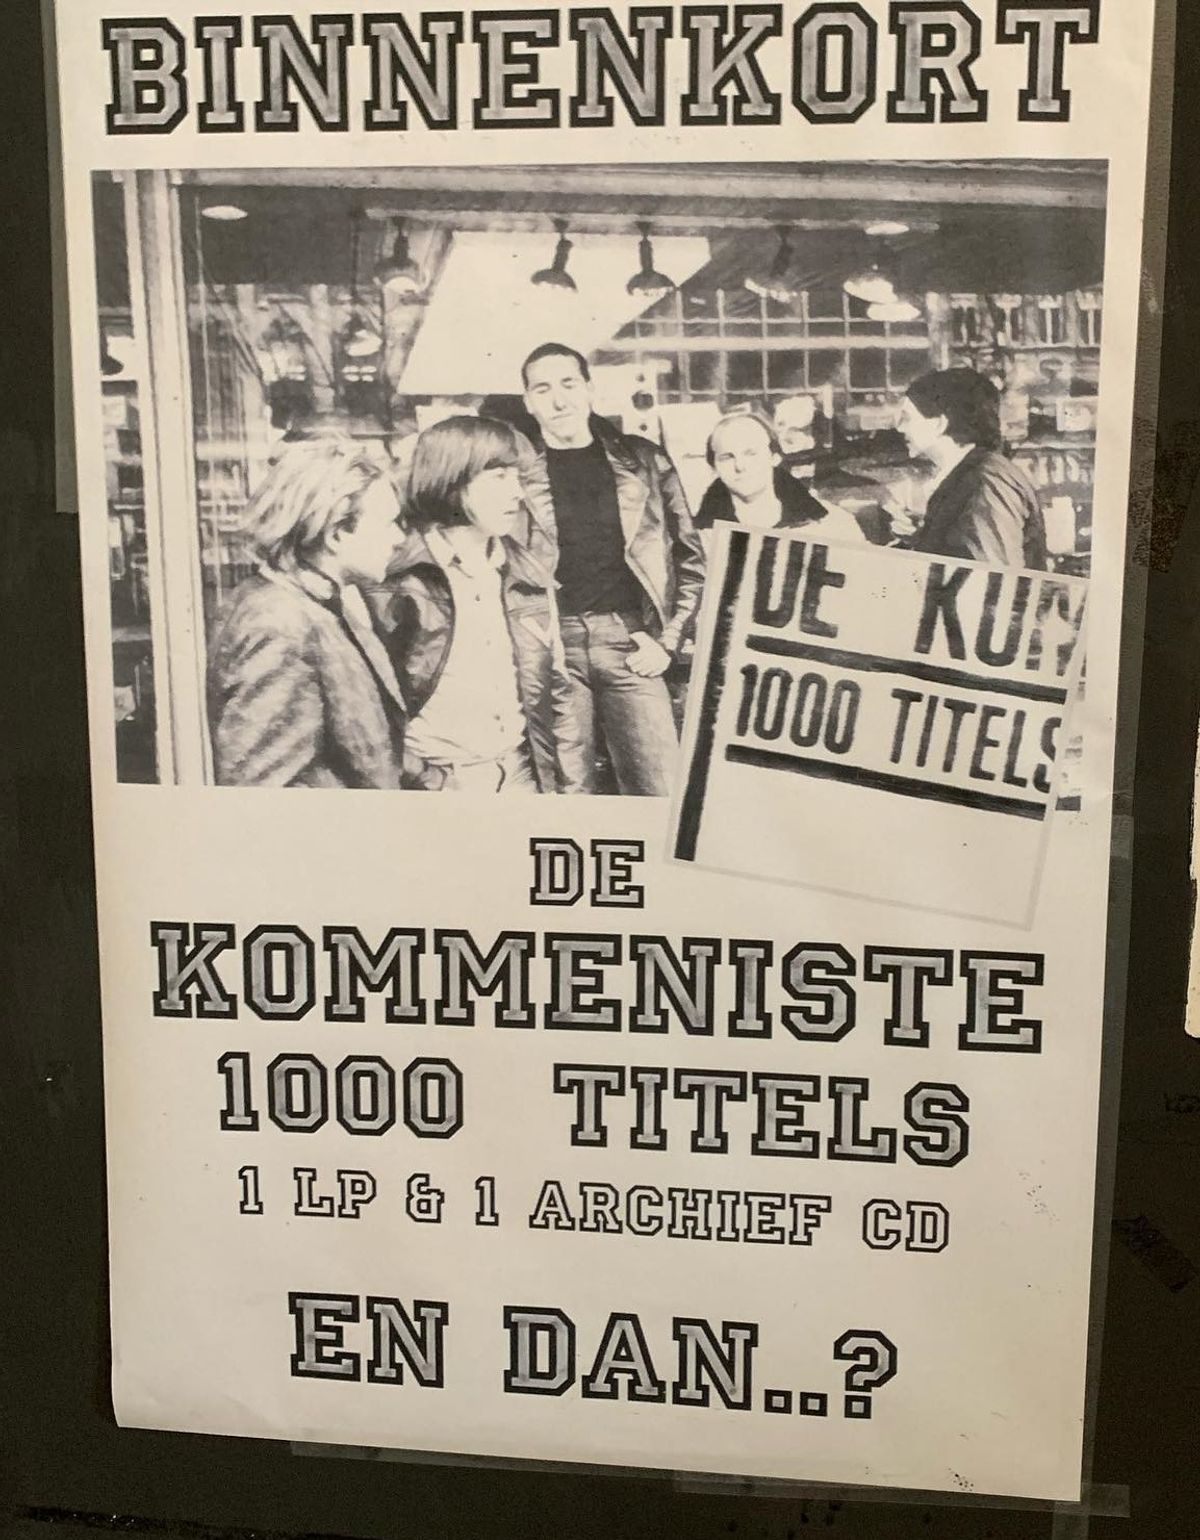 BINNENKORT
DE KOM
1000 TITELS
DE
KOMMENISTE
1000 TITELS
1 LP & 1 ARCHIEF CD
EN DAN..?